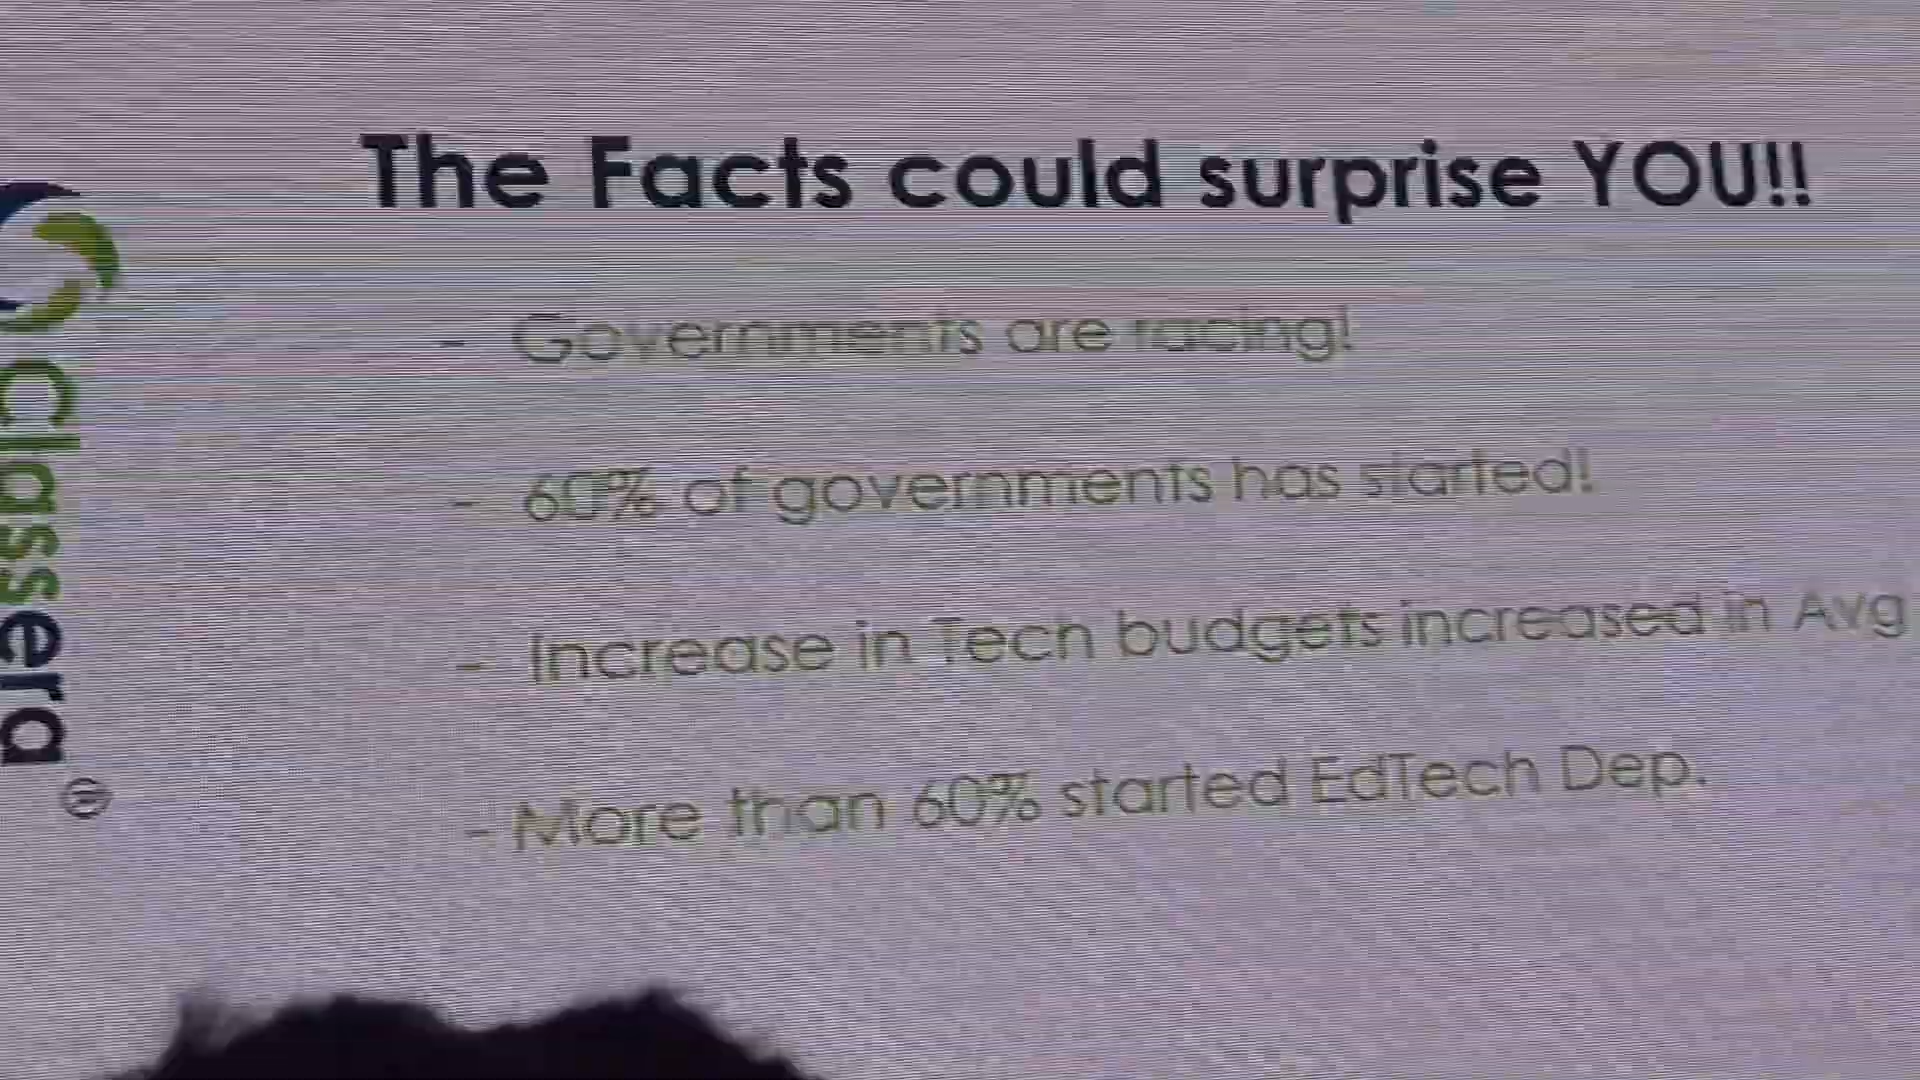 The Facts could surprise YOU!!
- Governments are racing!
- 60% of governments has started!
- Increase in Tech budgets increased in Avg
- More than 60% started EdTech Dep.
classera